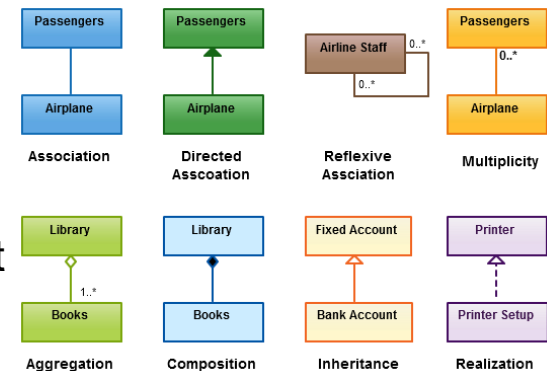 Passengers
Airplane
Association
Passengers
Airplane
Directed
Asscoation
Airline Staff
0..*
0..*
Reflexive
Assciation
Passengers
0..*
Airplane
Multiplicity
t
Library
1..*
Books
Aggregation
Library
Books
Composition
Fixed Account
Bank Account
Inheritance
Printer
Printer Setup
Realization